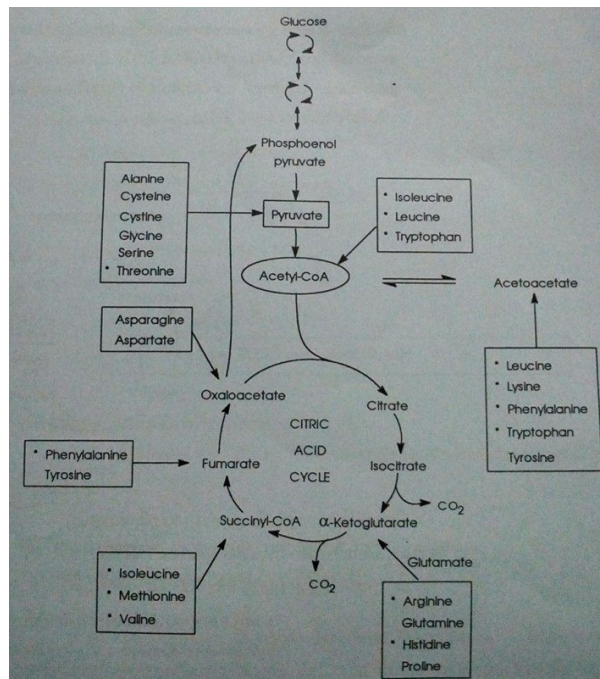 Glucose
Phosphoenol
pyruvate
Alanine
Cysteine
Cystine
Glycine
Serine
* Threonine
Pyruvate
* Isoleucine
* Leucine
* Tryptophan
Acetyl-CoA
Acetoacetate
Asparagine
Aspartate
* Leucine
* Lysine
* Phenylalanine
* Tryptophan
Tyrosine
Oxaloacetate
Citrate
CITRIC
ACID
CYCLE
* Phenylalanine
Tyrosine
Fumarate
Isocitrate
CO2
Succinyl-CoA
α-Ketoglutarate
CO2
Glutamate
* Isoleucine
* Methionine
* Valine
* Arginine
Glutamine
* Histidine
Proline